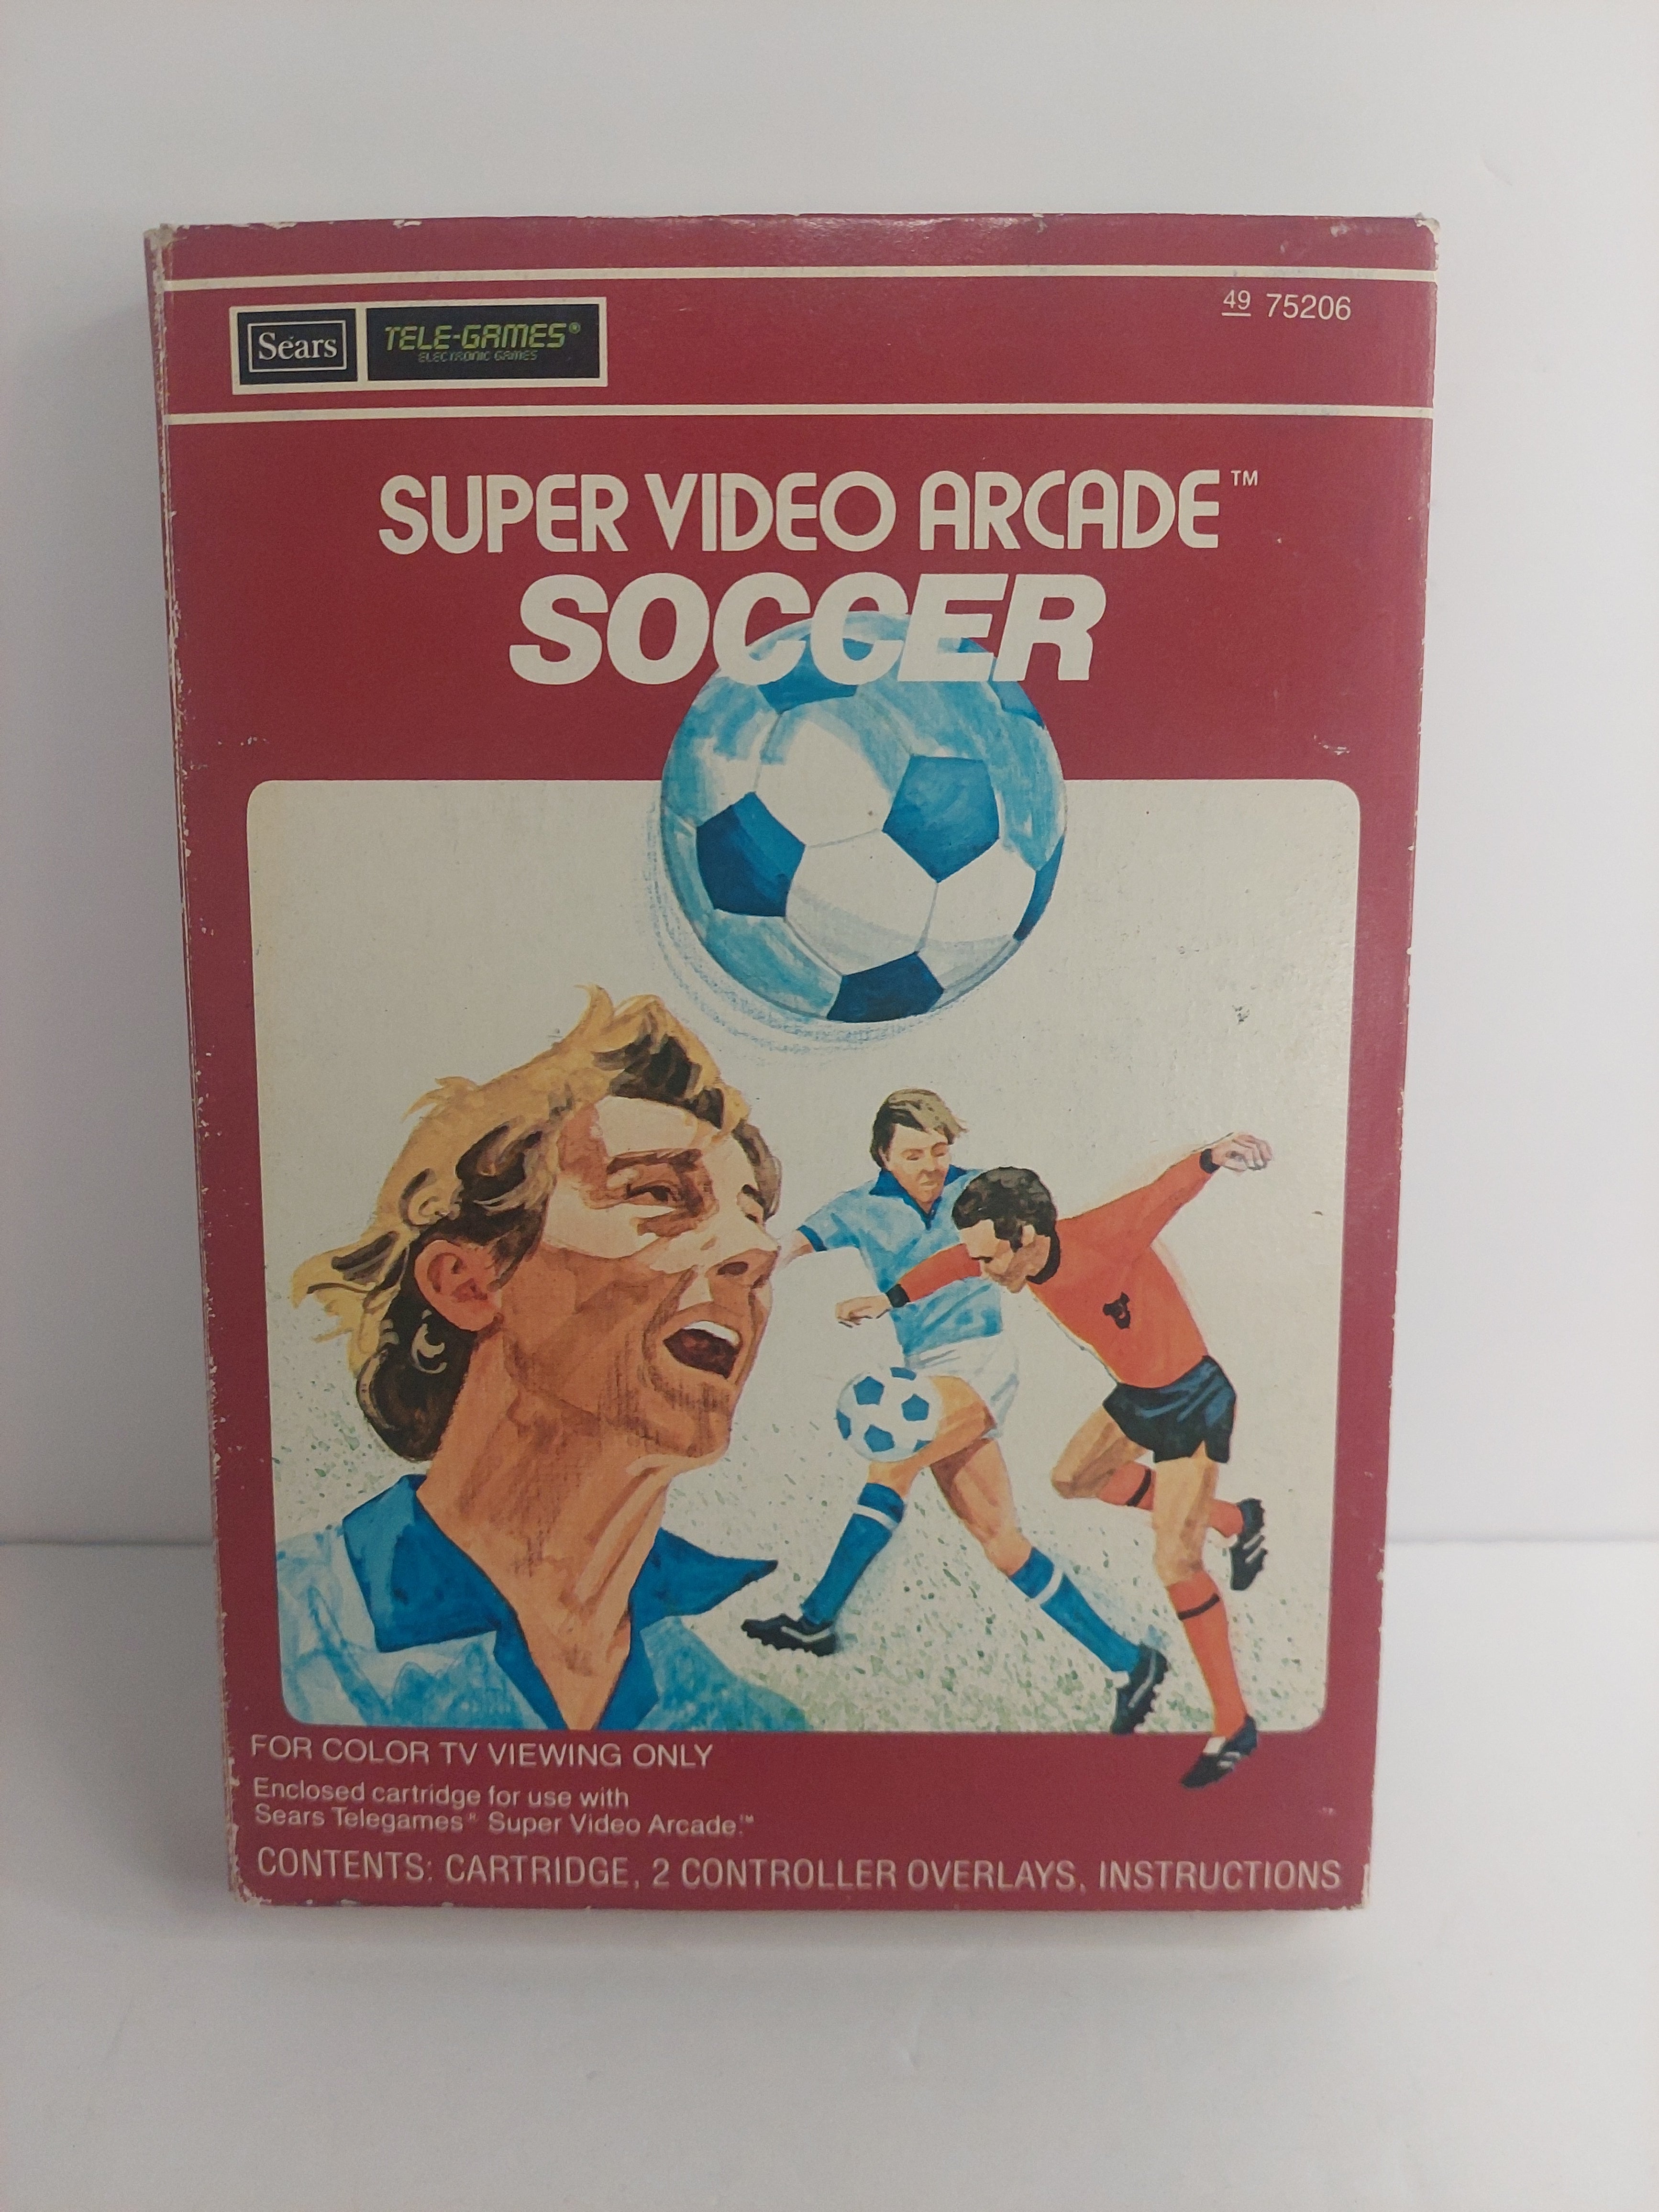 Sears
TELE-GAMES®
ELECTRONIC GAMES
49 75206
SUPER VIDEO ARCADE™
SOCCER
FOR COLOR TV VIEWING ONLY
Enclosed cartridge for use with
Sears Telegames® Super Video Arcade.™
CONTENTS: CARTRIDGE, 2 CONTROLLER OVERLAYS, INSTRUCTIONS